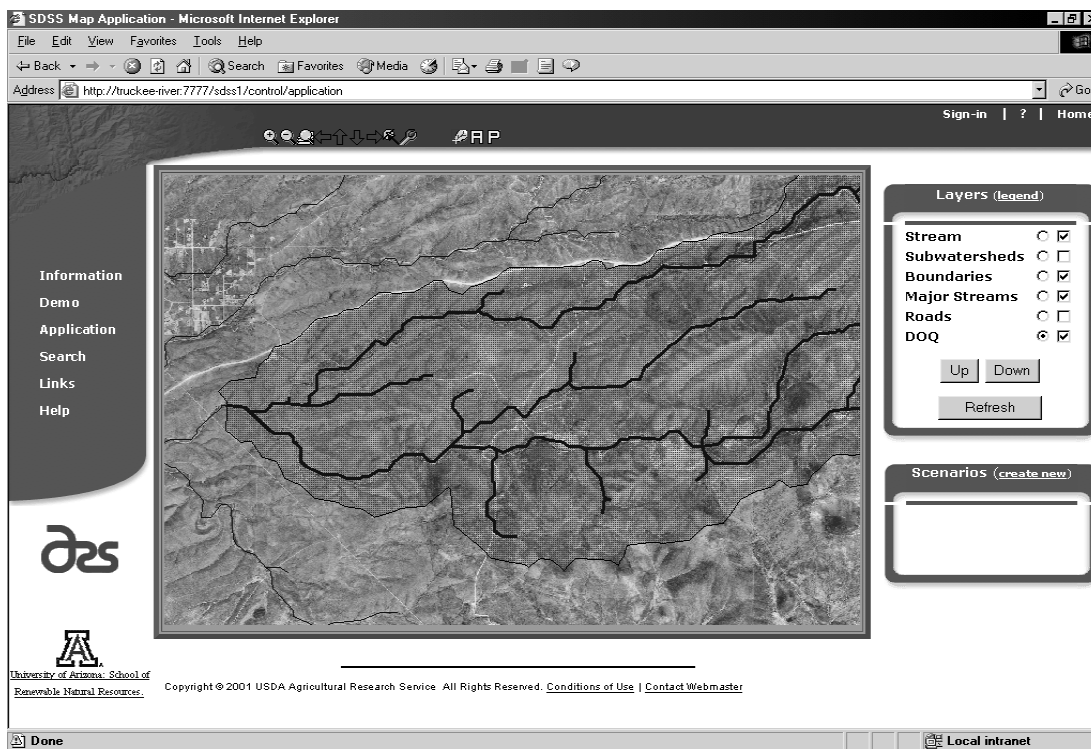 SDSS Map Application - Microsoft Internet Explorer
File Edit View Favorites Tools Help
Back Search Favorites Media
Address http://truckee-river:7777/sdss1/control/application Go
Sign-in | ? | Home
A P
Layers (legend)
Stream
Subwatersheds
Boundaries
Major Streams
Roads
DOQ
Up Down
Refresh
Scenarios (create new)
Information
Demo
Application
Search
Links
Help
ars
A
University of Arizona: School of
Renewable Natural Resources.
Copyright © 2001 USDA Agricultural Research Service All Rights Reserved. Conditions of Use | Contact Webmaster
Done Local intranet